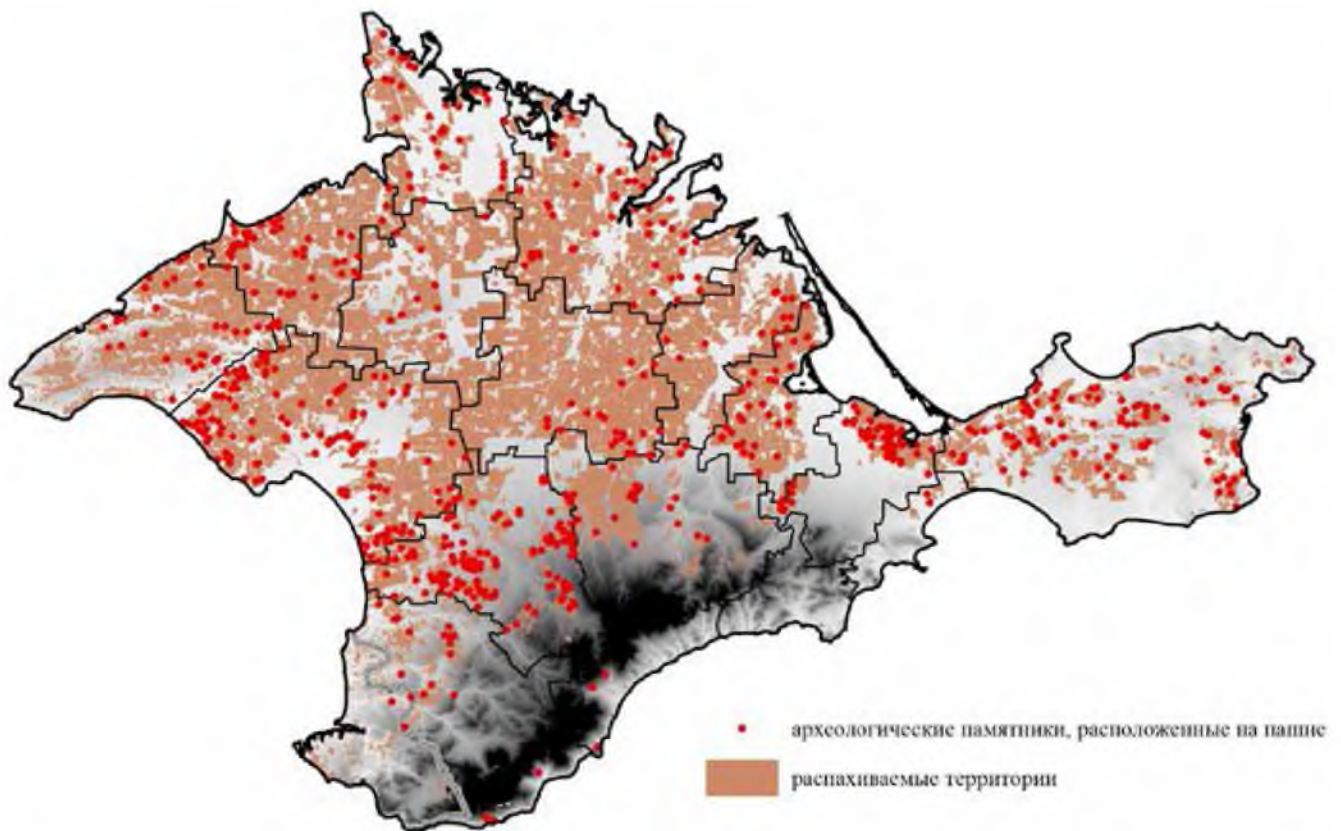 археологические памятники, расположенные на пашне
распахиваемые территории